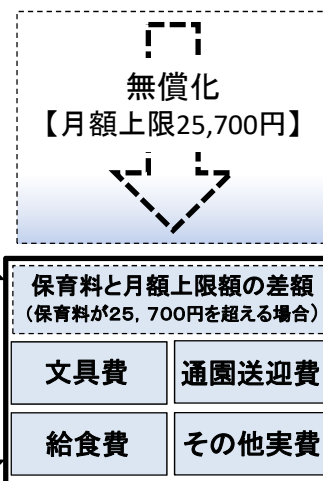 無償化
【月額上限25,700円】
保育料と月額上限額の差額
（保育料が25，700円を超える場合）
文具費
通園送迎費
給食費
その他実費